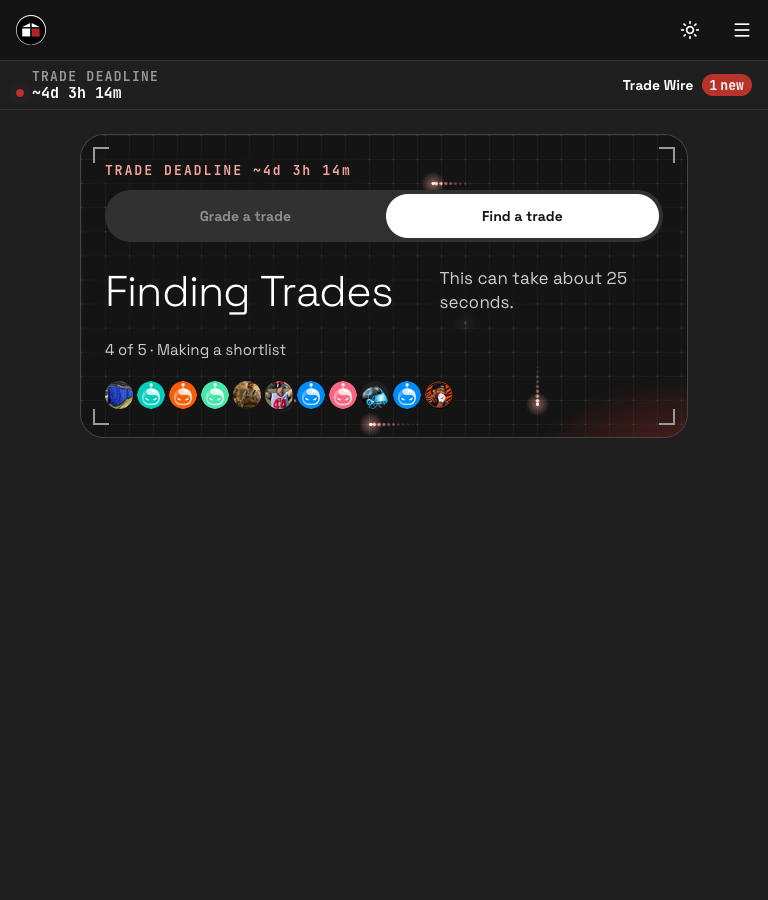 TRADE DEADLINE
~4d 3h 14m
Trade Wire
1 new
TRADE DEADLINE ~4d 3h 14m
Grade a trade
Find a trade
Finding Trades
This can take about 25
seconds.
4 of 5 · Making a shortlist